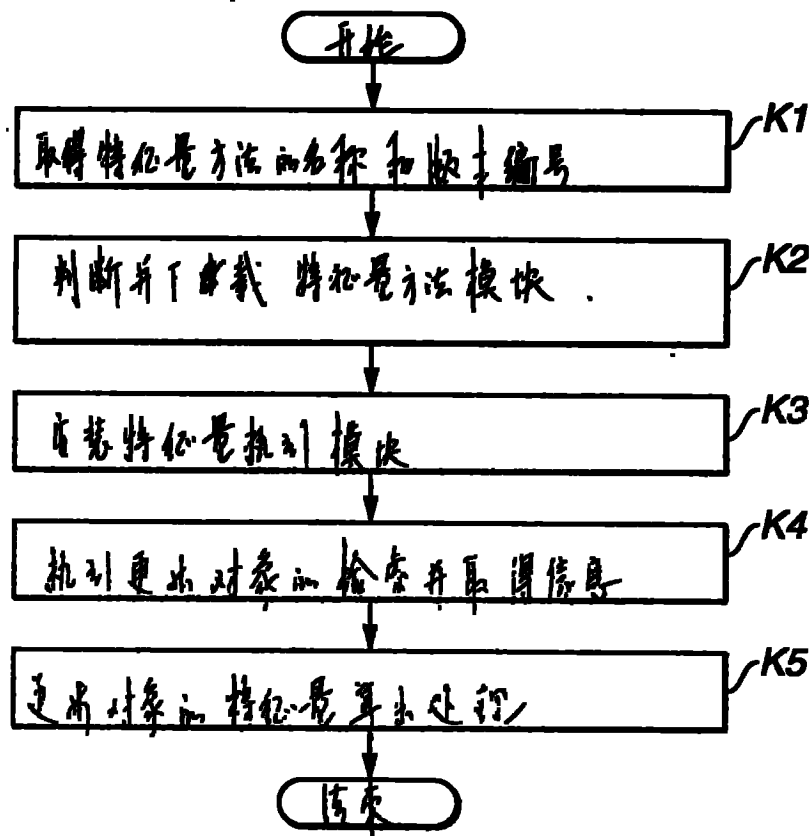 开始
K1
取得特征量方法的名称和版本编号
K2
判断并下载 特征量方法模块
K3
安装特征量执行模块
K4
执行更新对象的检索并取得信息
K5
更新对象的特征量算出处理
结束